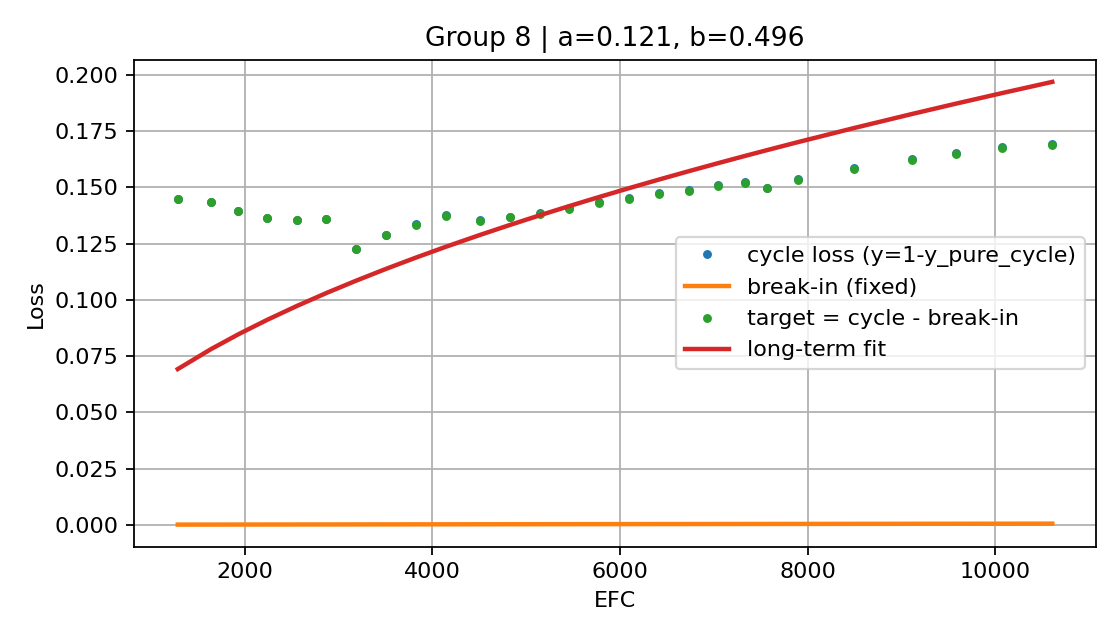 Group 8 | a=0.121, b=0.496
0.200
0.175
0.150
0.125
0.100
0.075
0.050
0.025
0.000
Loss
cycle loss (y=1-y_pure_cycle)
break-in (fixed)
target = cycle - break-in
long-term fit
2000 4000 6000 8000 10000
EFC